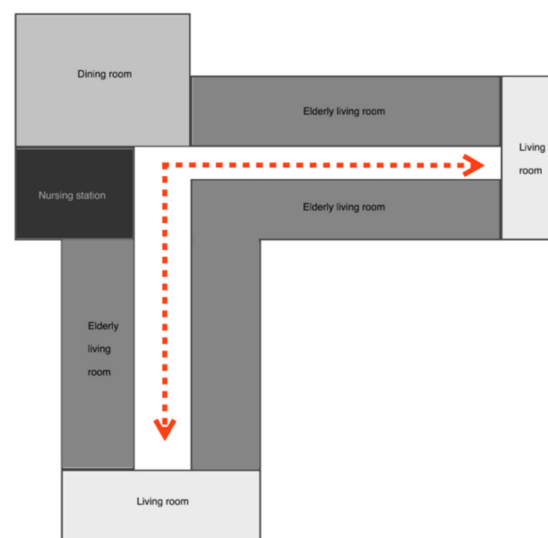 Dining room
Elderly living room
Living
room
Nursing station
Elderly living room
Elderly
living
room
Living room